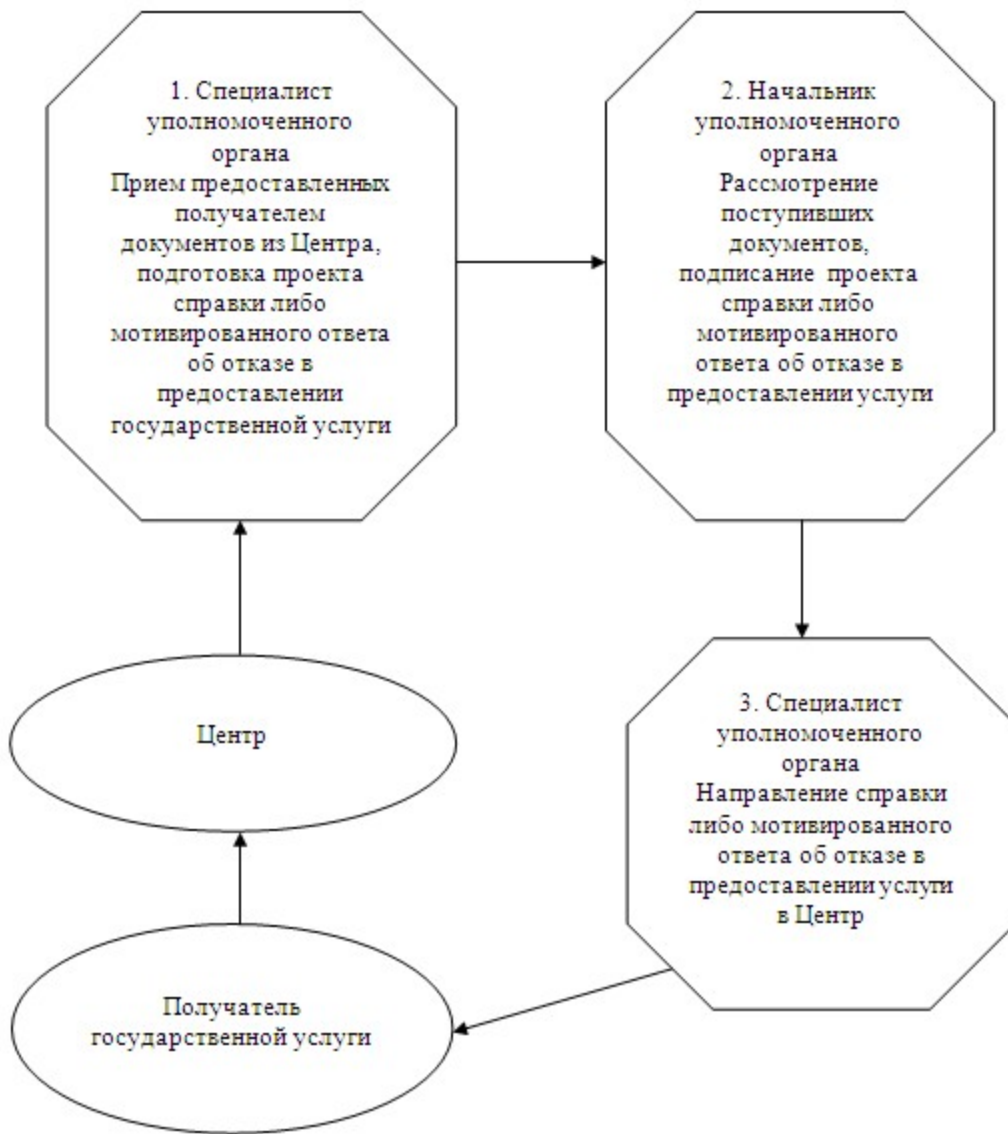 1. Специалист
уполномоченного
органа
Прием предоставленных
получателем
документов из Центра,
подготовка проекта
справки либо
мотивированного ответа
об отказе в
предоставлении
государственной услуги
2. Начальник
уполномоченного
органа
Рассмотрение
поступивших
документов,
подписание проекта
справки либо
мотивированного
ответа об отказе в
предоставлении услуги
3. Специалист
уполномоченного
органа
Направление справки
либо мотивированного
ответа об отказе в
предоставлении услуги
в Центр
Центр
Получатель
государственной услуги